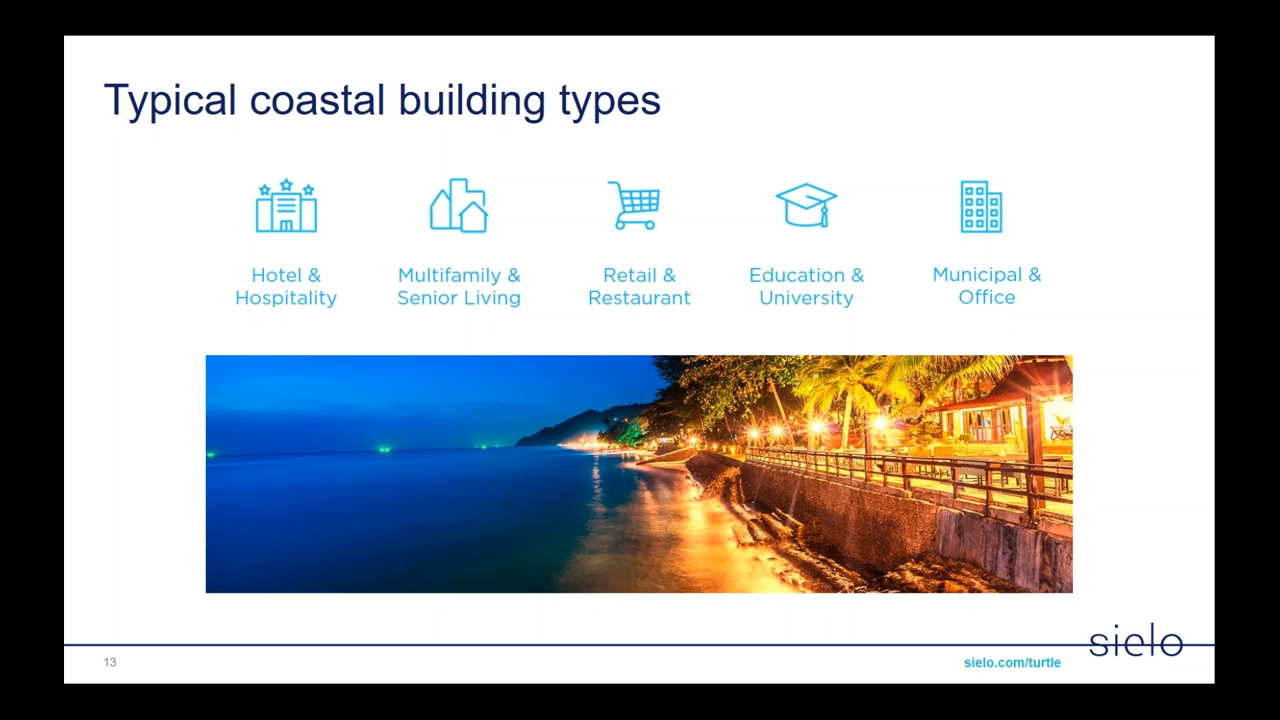 Typical coastal building types
Hotel &
Hospitality
Multifamily &
Senior Living
Retail &
Restaurant
Education &
University
Municipal &
Office
13
sielo.com/turtle
sielo